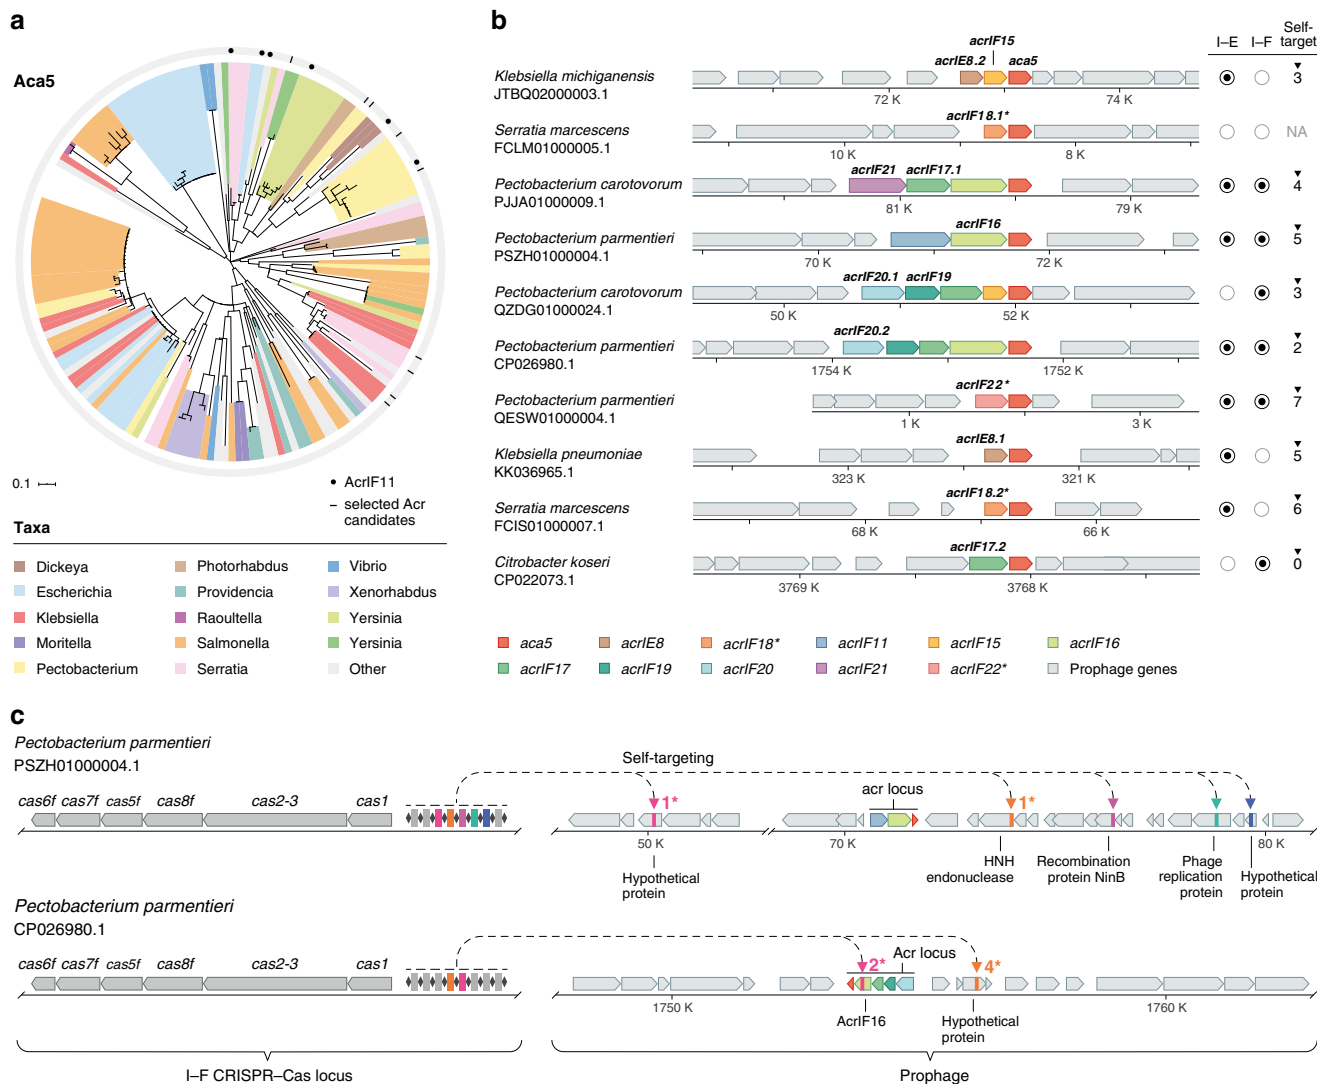 a
Aca5
0.1
AcrIF11
selected Acr
candidates
Taxa
Dickeya
Photorhabdus
Vibrio
Escherichia
Providencia
Xenorhabdus
Klebsiella
Raoultella
Yersinia
Moritella
Salmonella
Yersinia
Pectobacterium
Serratia
Other
b
I–E I–F Self-
target
Klebsiella michiganensis
JTBQ02000003.1
acrIE8.2 acrIF15 aca5
72 K 74 K
3
Serratia marcescens
FCLM01000005.1
acrIF18.1*
10 K 8 K
NA
Pectobacterium carotovorum
PJJA01000009.1
acrIF21 acrIF17.1
81 K 79 K
4
Pectobacterium parmentieri
PSZH01000004.1
acrIF16
70 K 72 K
5
Pectobacterium carotovorum
QZDG01000024.1
acrIF20.1 acrIF19
50 K 52 K
3
Pectobacterium parmentieri
CP026980.1
acrIF20.2
1754 K 1752 K
2
Pectobacterium parmentieri
QESW01000004.1
acrIF22*
1 K 3 K
7
Klebsiella pneumoniae
KK036965.1
acrIE8.1
323 K 321 K
5
Serratia marcescens
FCIS01000007.1
acrIF18.2*
68 K 66 K
6
Citrobacter koseri
CP022073.1
acrIF17.2
3769 K 3768 K
0
aca5 acrIE8 acrIF18* acrIF11 acrIF15 acrIF16
acrIF17 acrIF19 acrIF20 acrIF21 acrIF22* Prophage genes
c
Pectobacterium parmentieri
PSZH01000004.1
Self-targeting
cas6f cas7f cas5f cas8f cas2-3 cas1
1* acr locus 1*
50 K 70 K 80 K
Hypothetical
protein
HNH
endonuclease
Recombination
protein NinB
Phage
replication
protein
Hypothetical
protein
Pectobacterium parmentieri
CP026980.1
cas6f cas7f cas5f cas8f cas2-3 cas1
2* Acr locus 4*
1750 K 1760 K
AcrIF16
Hypothetical
protein
I–F CRISPR–Cas locus
Prophage